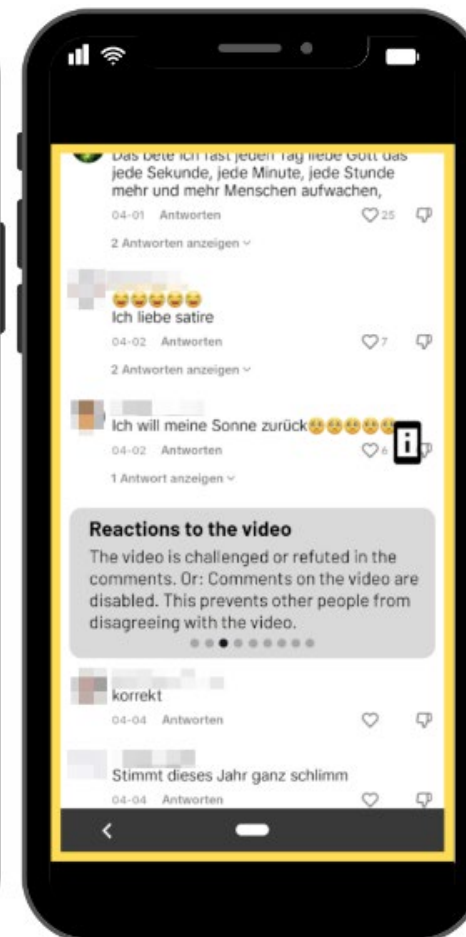 Das bete ich fast jeden Tag liebe Gott das
jede Sekunde, jede Minute, jede Stunde
mehr und mehr Menschen aufwachen,
04-01 Antworten 25
2 Antworten anzeigen
😂😂😂😂😂
Ich liebe satire
04-02 Antworten 7
2 Antworten anzeigen
Ich will meine Sonne zurück🥺🥺🥺🥺🥺
04-02 Antworten 6
1 Antwort anzeigen
Reactions to the video
The video is challenged or refuted in the
comments. Or: Comments on the video are
disabled. This prevents other people from
disagreeing with the video.
korrekt
04-04 Antworten
Stimmt dieses Jahr ganz schlimm
04-04 Antworten